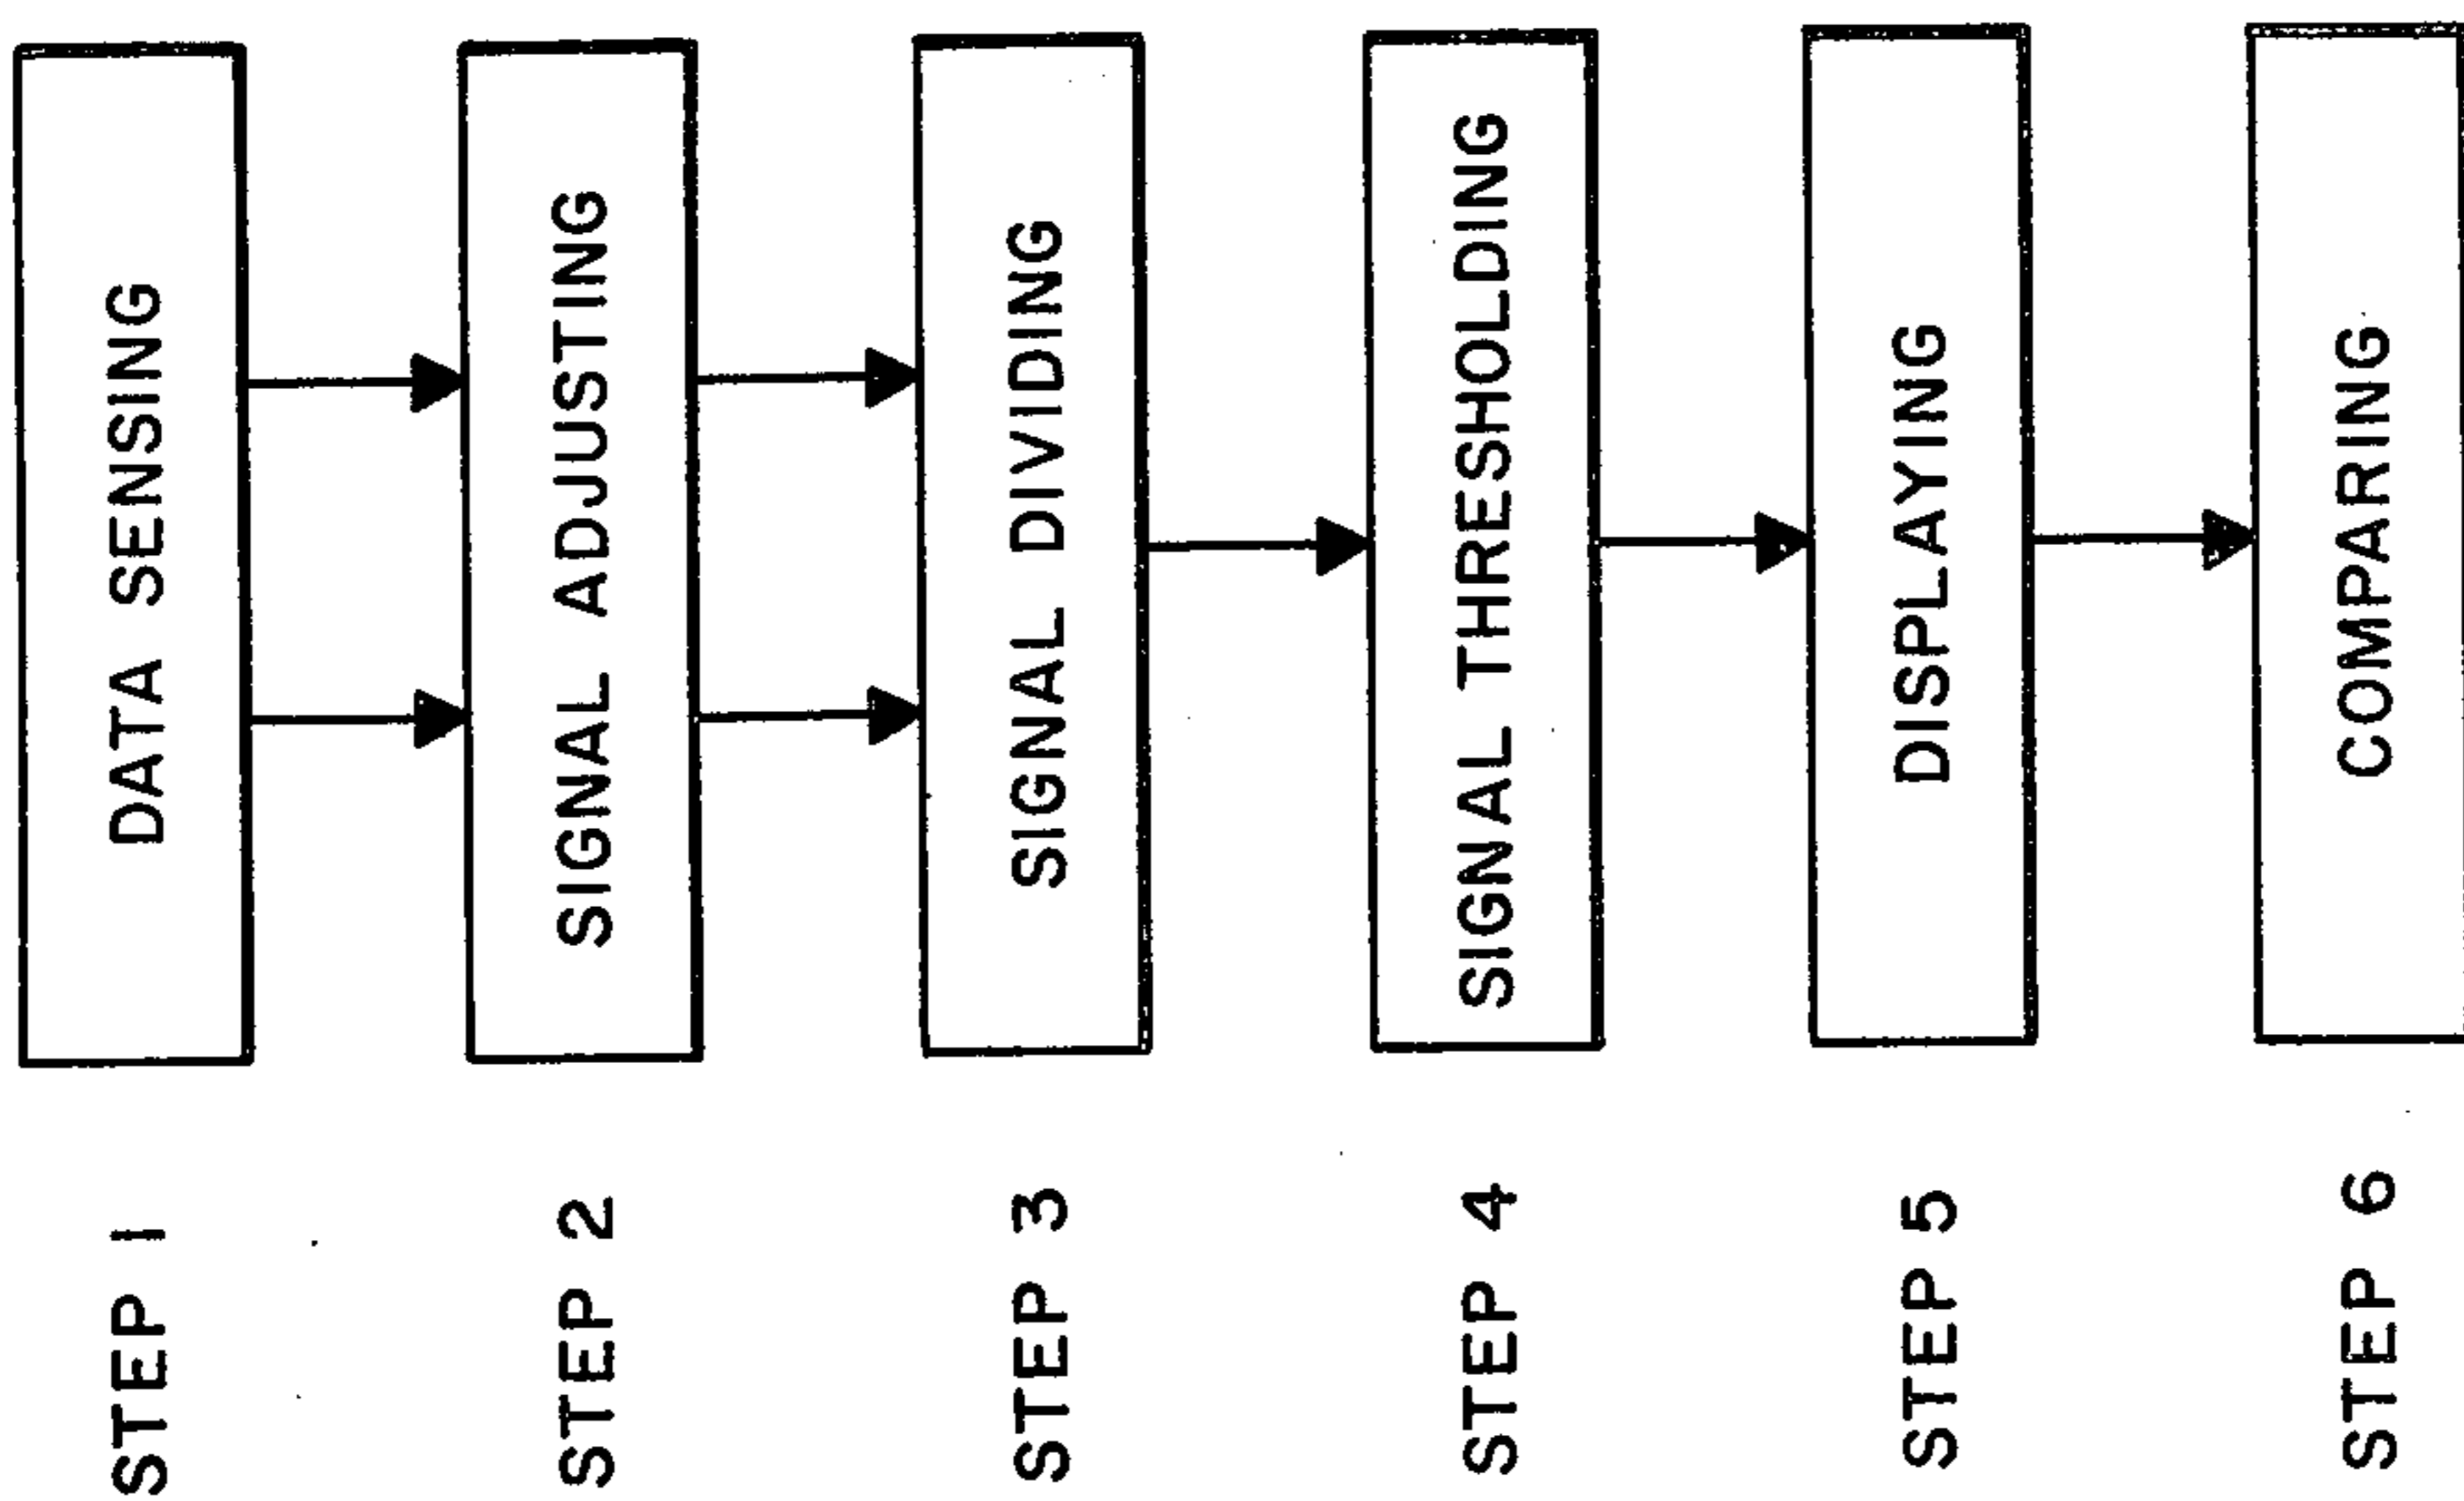 STEP 1 DATA SENSING
STEP 2 SIGNAL ADJUSTING
STEP 3 SIGNAL DIVIDING
STEP 4 SIGNAL THRESHOLDING
STEP 5 DISPLAYING
STEP 6 COMPARING